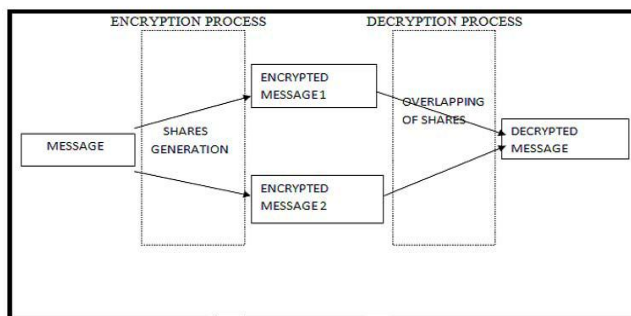 ENCRYPTION PROCESS
DECRYPTION PROCESS
MESSAGE
SHARES
GENERATION
ENCRYPTED
MESSAGE 1
ENCRYPTED
MESSAGE 2
OVERLAPPING
OF SHARES
DECRYPTED
MESSAGE